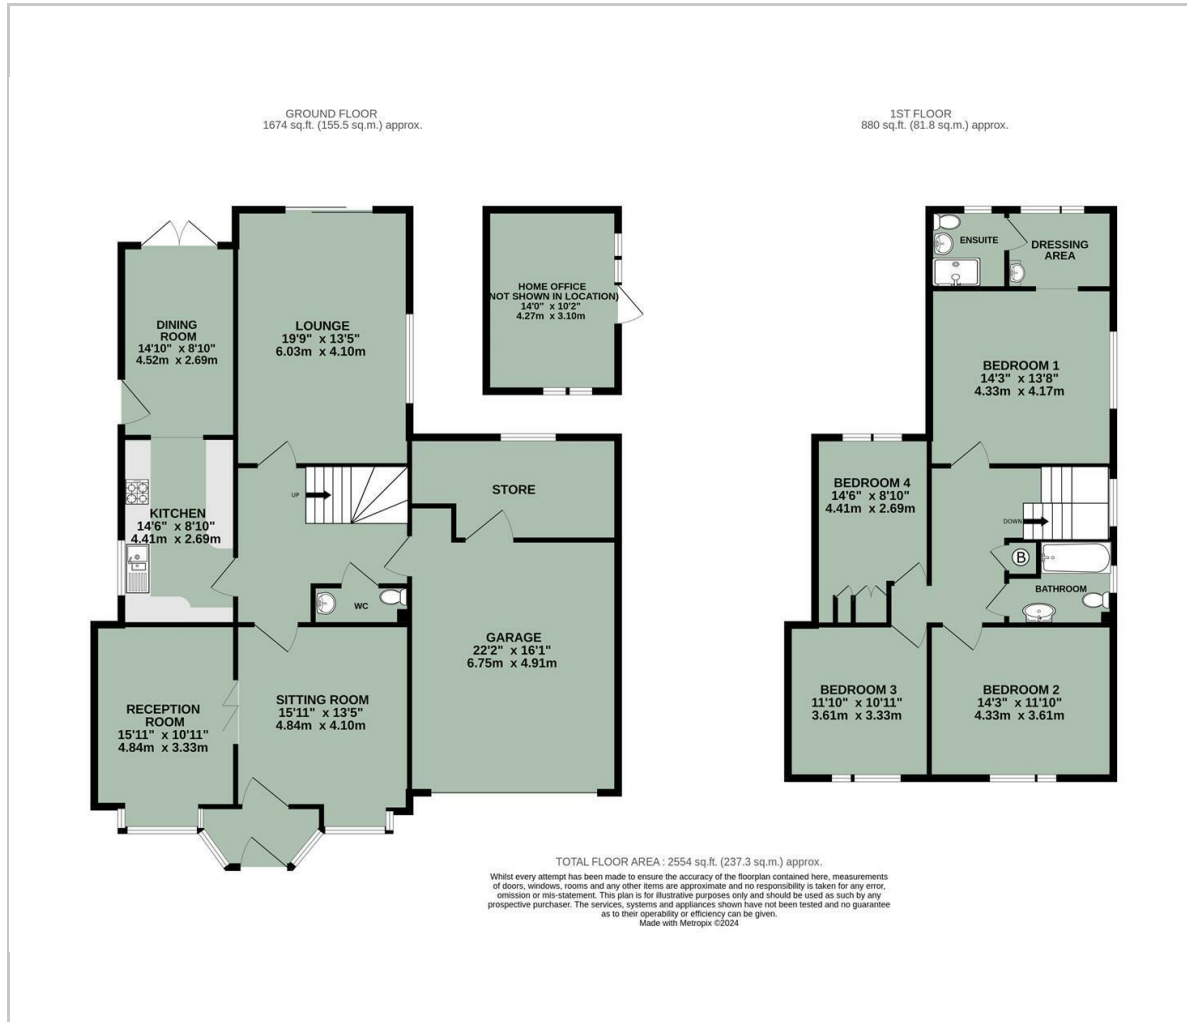 GROUND FLOOR
1674 sq.ft. (155.5 sq.m.) approx.
1ST FLOOR
880 sq.ft. (81.8 sq.m.) approx.
DINING
ROOM
14'10" x 8'10"
4.52m x 2.69m
LOUNGE
19'9" x 13'5"
6.03m x 4.10m
HOME OFFICE
(NOT SHOWN IN LOCATION)
14'0" x 10'2"
4.27m x 3.10m
KITCHEN
14'6" x 8'10"
4.41m x 2.69m
UP
STORE
WC
GARAGE
22'2" x 16'1"
6.75m x 4.91m
RECEPTION
ROOM
15'11" x 10'11"
4.84m x 3.33m
SITTING ROOM
15'11" x 13'5"
4.84m x 4.10m
ENSUITE
DRESSING
AREA
BEDROOM 1
14'3" x 13'8"
4.33m x 4.17m
BEDROOM 4
14'6" x 8'10"
4.41m x 2.69m
DOWN
B
BATHROOM
BEDROOM 3
11'10" x 10'11"
3.61m x 3.33m
BEDROOM 2
14'3" x 11'10"
4.33m x 3.61m
TOTAL FLOOR AREA : 2554 sq.ft. (237.3 sq.m.) approx.
Whilst every attempt has been made to ensure the accuracy of the floorplan contained here, measurements
of doors, windows, rooms and any other items are approximate and no responsibility is taken for any error,
omission or mis-statement. This plan is for illustrative purposes only and should be used as such by any
prospective purchaser. The services, systems and appliances shown have not been tested and no guarantee
as to their operability or efficiency can be given.
Made with Metropix ©2024